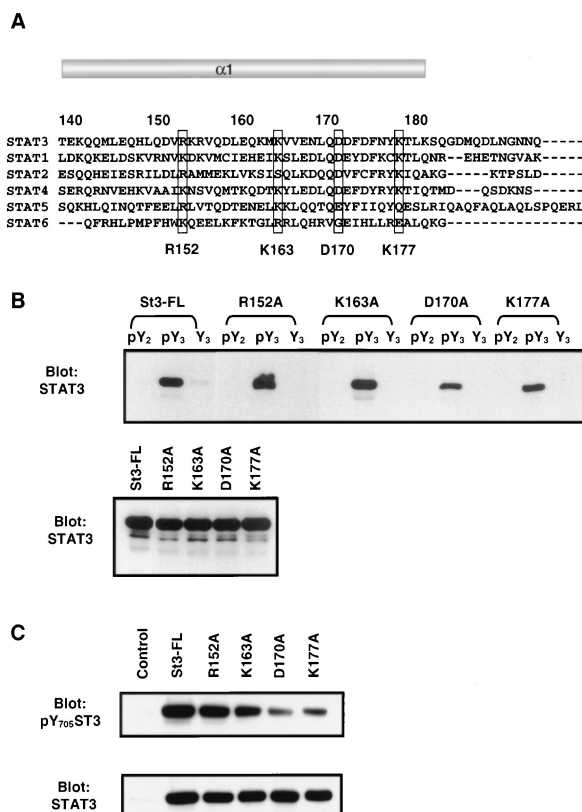 A
α1
140 150 160 170 180
STAT3 TEKQQMLEQHLQDVRKRVQDLEQKMKVVENLQDDFDFNYKTLKSQGDMQDLNGNNQ-----
STAT1 LDKQKELDSKVRNVKDKVMCIEHEIKSLEDLQDEYDFKCKTLQNR--EHETNGVAK-----
STAT2 ESQQHEIESRILDLRAMMEKLVKSISQLKDQQDVFCFRYKIQAKG----KTPSLD------
STAT4 SERQRNVEHKVAAIKNSVQMTKQDTKYLEDLQDEFDYRYKTIQTMD--QSDKNS------
STAT5 SQKHLQINQTFEELRLVTQDTENELKKLQQTQEYFIIQYQESLRIQAQFAQLAQLSPQERL
STAT6 ---QFRHLPMPFHWKQEELKFKTGLRRLQHRVGEIHLLREALQKG----------------
R152 K163 D170 K177
B
St3-FL R152A K163A D170A K177A
pY2 pY3 Y3 pY2 pY3 Y3 pY2 pY3 Y3 pY2 pY3 Y3 pY2 pY3 Y3
Blot:
STAT3
St3-FL R152A K163A D170A K177A
Blot:
STAT3
C
Control St3-FL R152A K163A D170A K177A
Blot:
pY705ST3
Blot:
STAT3